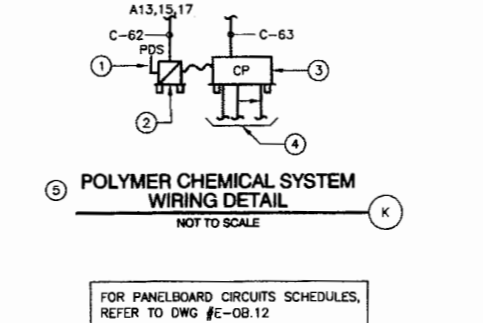 A13,15,17
C-62
C-63
PDS
1
CP
3
2
4
5
POLYMER CHEMICAL SYSTEM
WIRING DETAIL
K
NOT TO SCALE
FOR PANELBOARD CIRCUITS SCHEDULES,
REFER TO DWG #E-0B.12